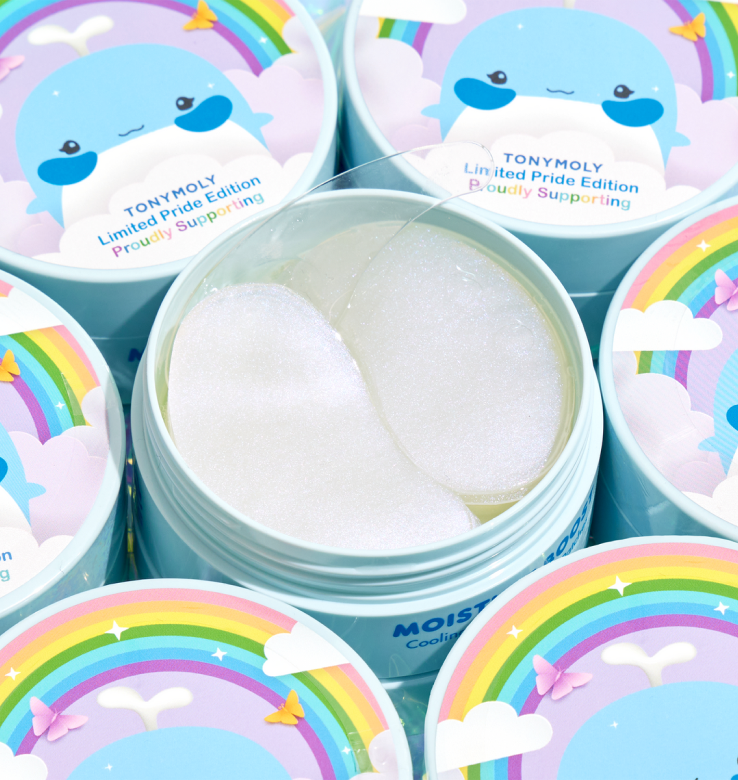 TONYMOLY
Limited Pride Edition
Proudly Supporting
TONYMOLY
Limited Pride Edition
Proudly Supporting